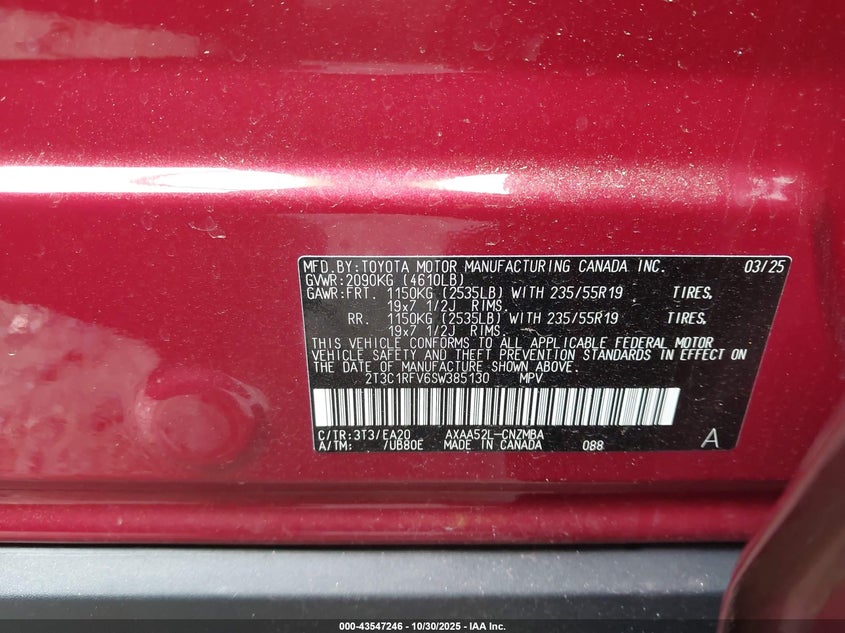 MFD.BY:TOYOTA MOTOR MANUFACTURING CANADA INC. 03/25
GVWR:2090KG (4610LB)
GAWR:FRT. 1150KG (2535LB) WITH 235/55R19 TIRES,
19x7 1/2J RIMS,
RR. 1150KG (2535LB) WITH 235/55R19 TIRES,
19x7 1/2J RIMS
THIS VEHICLE CONFORMS TO ALL APPLICABLE FEDERAL MOTOR
VEHICLE SAFETY AND THEFT PREVENTION STANDARDS IN EFFECT ON
THE DATE OF MANUFACTURE SHOWN ABOVE.
2T3C1RFV6SW385130 MPV
C/TR:3T3/EA20 AXAA52L-CNZMBA
A/TM: /UB80E MADE IN CANADA 088 A
000-43547246 - 10/30/2025 - IAA Inc.